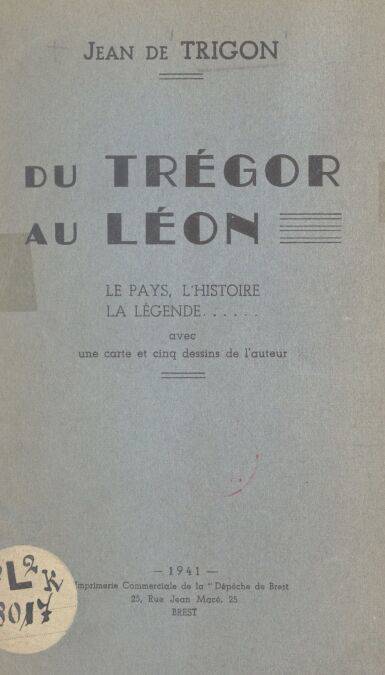 JEAN DE TRIGON
DU TRÉGOR
AU LÉON
LE PAYS, L'HISTOIRE
LA LÉGENDE......
avec
une carte et cinq dessins de l'auteur
— 1941 —
Imprimerie Commerciale de la "Dépêche de Brest
25, Rue Jean Macé, 25
BREST
L2K